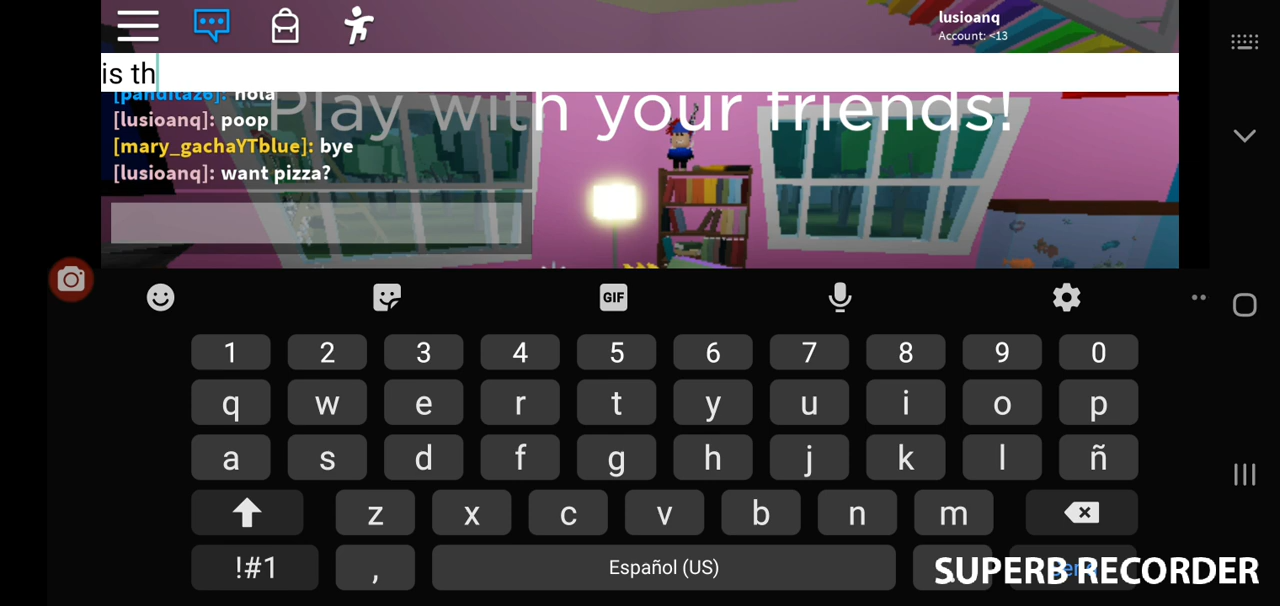 lusioanq
Account: <13
is th
[panditaz6]: hola
Play with your friends!
[lusioanq]: poop
[mary_gachaYTblue]: bye
[lusioanq]: want pizza?
GIF
1 2 3 4 5 6 7 8 9 0
q w e r t y u i o p
a s d f g h j k l ñ
z x c v b n m
!#1 , Español (US)
SUPERB RECORDER